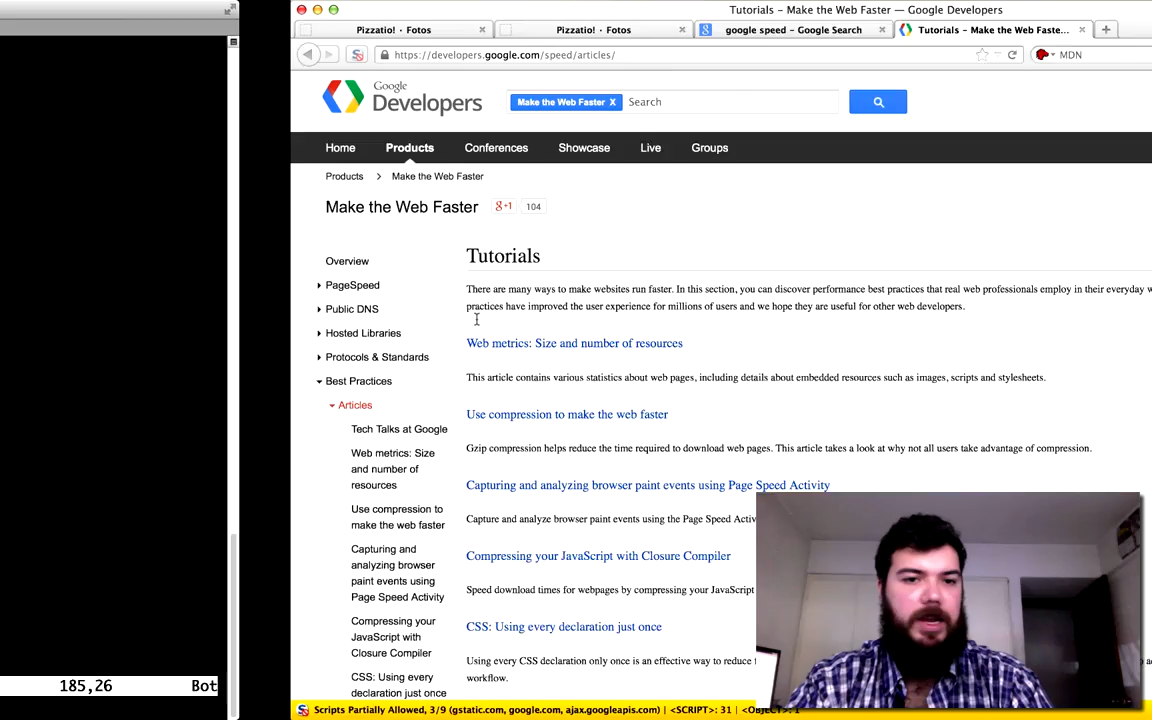 Tutorials - Make the Web Faster — Google Developers
Pizzatio! - Fotos
Pizzatio! - Fotos
google speed - Google Search
Tutorials - Make the Web Faste...
https://developers.google.com/speed/articles/
MDN
Google
Developers
Make the Web Faster X
Search
Home
Products
Conferences
Showcase
Live
Groups
Products > Make the Web Faster
Make the Web Faster
g+1
104
Overview
PageSpeed
Public DNS
Hosted Libraries
Protocols & Standards
Best Practices
Articles
Tech Talks at Google
Web metrics: Size
and number of
resources
Use compression to
make the web faster
Capturing and
analyzing browser
paint events using
Page Speed Activity
Compressing your
JavaScript with
Closure Compiler
CSS: Using every
declaration just once
Tutorials
There are many ways to make websites run faster. In this section, you can discover performance best practices that real web professionals employ in their everyday w
practices have improved the user experience for millions of users and we hope they are useful for other web developers.
Web metrics: Size and number of resources
This article contains various statistics about web pages, including details about embedded resources such as images, scripts and stylesheets.
Use compression to make the web faster
Gzip compression helps reduce the time required to download web pages. This article takes a look at why not all users take advantage of compression.
Capturing and analyzing browser paint events using Page Speed Activity
Capture and analyze browser paint events using the Page Speed Activ
Compressing your JavaScript with Closure Compiler
Speed download times for webpages by compressing your JavaScript
CSS: Using every declaration just once
Using every CSS declaration only once is an effective way to reduce
workflow.
185,26 Bot
Scripts Partially Allowed, 3/9 (gstatic.com, google.com, ajax.googleapis.com) | <SCRIPT>: 31 | <OBJECT>: 1